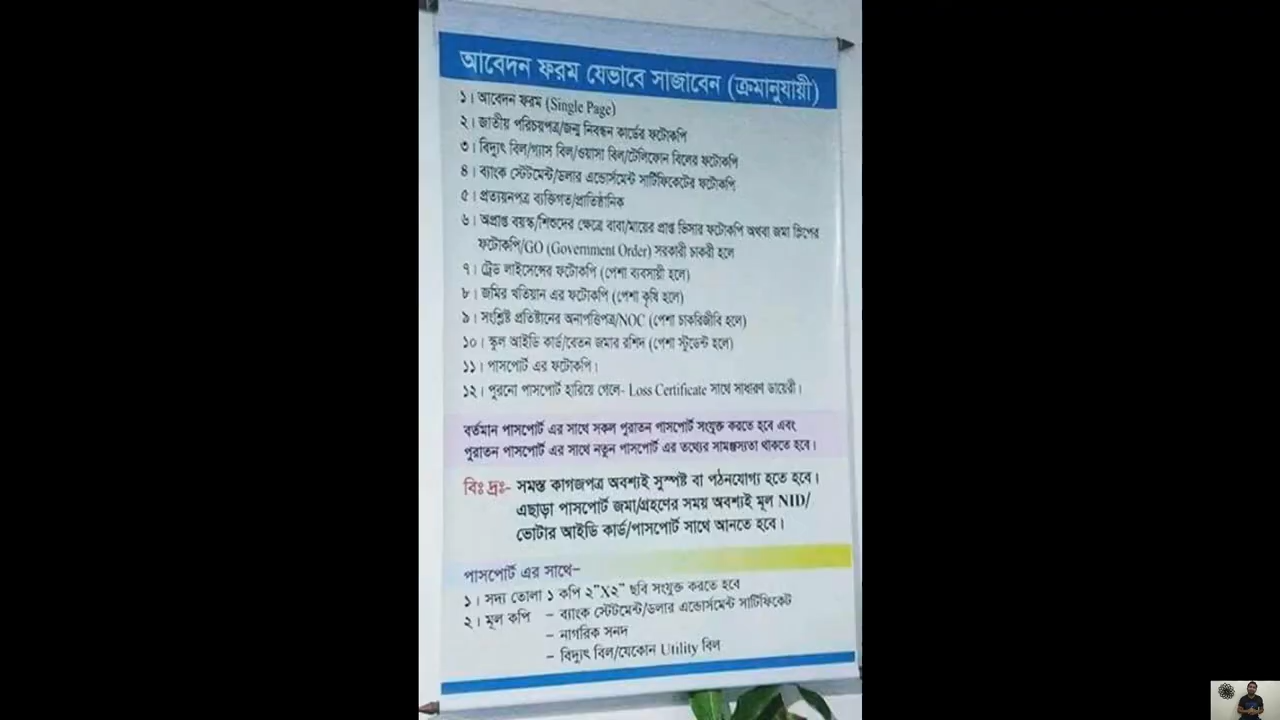 আবেদন ফরম যেভাবে সাজাবেন (ক্রমানুযায়ী)
১। আবেদন ফরম (Single Page)
২। জাতীয় পরিচয়পত্র/জন্ম নিবন্ধন কার্ডের ফটোকপি
৩। বিদ্যুৎ বিল/গ্যাস বিল/ওয়াসা বিল/টেলিফোন বিলের ফটোকপি
৪। ব্যাংক স্টেটমেন্ট/ডলার এন্ডোর্সমেন্ট সার্টিফিকেটের ফটোকপি
৫। প্রত্যয়নপত্র ব্যক্তিগত/প্রাতিষ্ঠানিক
৬। অপ্রাপ্ত বয়স্ক/শিশুদের ক্ষেত্রে বাবা/মায়ের প্রাপ্ত ভিসার ফটোকপি অথবা জমা স্লিপের
ফটোকপি/GO (Government Order) সরকারী চাকরী হলে
৭। ট্রেড লাইসেন্সের ফটোকপি (পেশা ব্যবসায়ী হলে)
৮। জমির খতিয়ান এর ফটোকপি (পেশা কৃষি হলে)
৯। সংশ্লিষ্ট প্রতিষ্টানের অনাপত্তিপত্র/NOC (পেশা চাকরিজীবি হলে)
১০। স্কুল আইডি কার্ড/বেতন জমার রশিদ (পেশা স্টুডেন্ট হলে)
১১। পাসপোর্ট এর ফটোকপি।
১২। পুরনো পাসপোর্ট হারিয়ে গেলে- Loss Certificate সাথে সাধারণ ডায়েরী।
বর্তমান পাসপোর্ট এর সাথে সকল পুরাতন পাসপোর্ট সংযুক্ত করতে হবে এবং
পুরাতন পাসপোর্ট এর সাথে নতুন পাসপোর্ট এর তথ্যের সামঞ্জস্যতা থাকতে হবে।
বিঃ দ্রঃ- সমস্ত কাগজপত্র অবশ্যই সুস্পষ্ট বা পঠনযোগ্য হতে হবে।
এছাড়া পাসপোর্ট জমা/গ্রহণের সময় অবশ্যই মূল NID/
ভোটার আইডি কার্ড/পাসপোর্ট সাথে আনতে হবে।
পাসপোর্ট এর সাথে-
১। সদ্য তোলা ১ কপি ২”X২” ছবি সংযুক্ত করতে হবে
২। মূল কপি - ব্যাংক স্টেটমেন্ট/ডলার এন্ডোর্সমেন্ট সার্টিফিকেট
- নাগরিক সনদ
- বিদ্যুৎ বিল/যেকোন Utility বিল